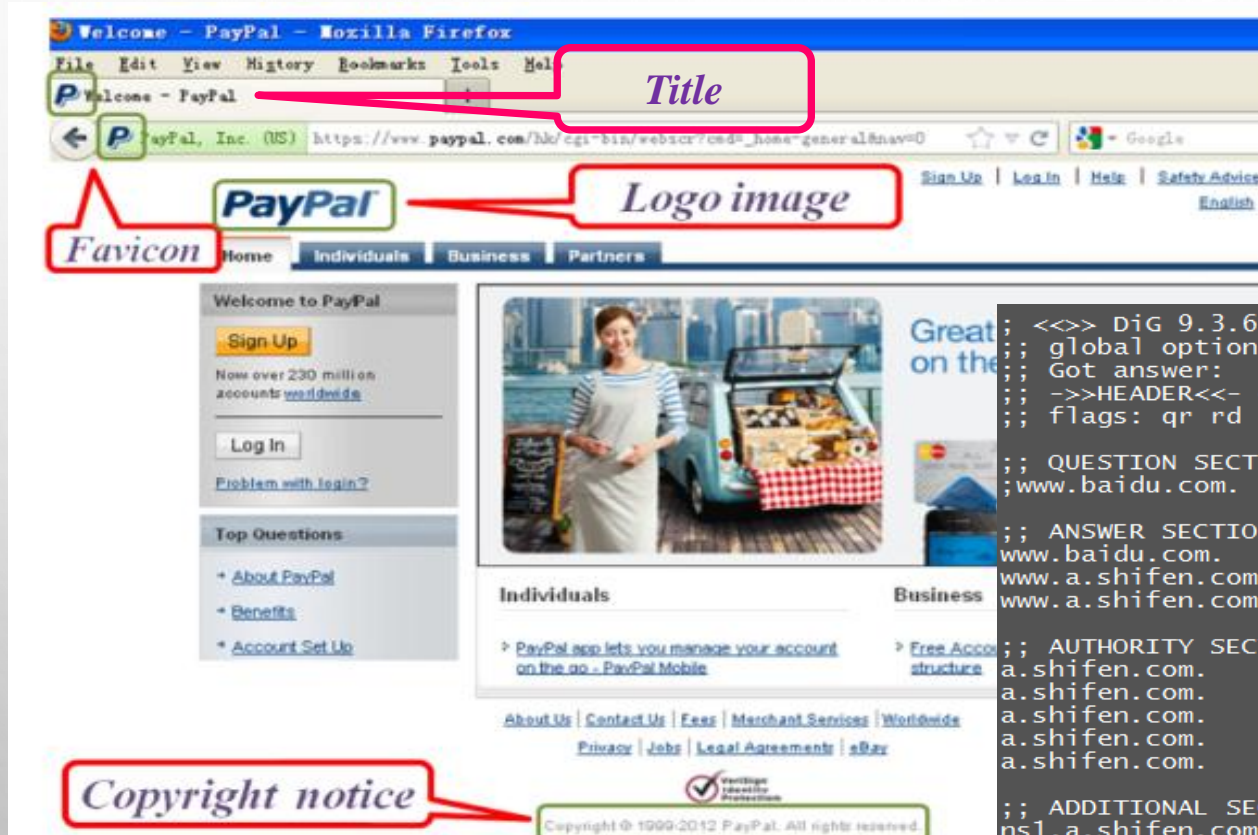 Welcome - PayPal - Mozilla Firefox
File Edit View History Bookmarks Tools Help
Welcome - PayPal +
Title
PayPal, Inc. (US) https://www.paypal.com/hk/cgi-bin/webscr?cmd=_home-general&nav=0 Google
Sign Up | Log In | Help | Safety Advice
English
PayPal
Logo image
Favicon
Home Individuals Business Partners
Welcome to PayPal
Sign Up
Now over 230 million
accounts worldwide
Log In
Problem with login?
Top Questions
About PayPal
Benefits
Account Set Up
Great
on the
Individuals
PayPal app lets you manage your account
on the go - PayPal Mobile
Business
Free Accou
structure
About Us | Contact Us | Fees | Merchant Services | Worldwide
Privacy | Jobs | Legal Agreements | eBay
VeriSign
Identity
Protection
Copyright notice
Copyright © 1999-2012 PayPal. All rights reserved.
; <<>> DiG 9.3.6
;; global option
;; Got answer:
;; ->>HEADER<<-
;; flags: qr rd
;; QUESTION SECT
;www.baidu.com.
;; ANSWER SECTIO
www.baidu.com.
www.a.shifen.com
www.a.shifen.com
;; AUTHORITY SEC
a.shifen.com.
a.shifen.com.
a.shifen.com.
a.shifen.com.
a.shifen.com.
;; ADDITIONAL SE
ns1.a.shifen.com